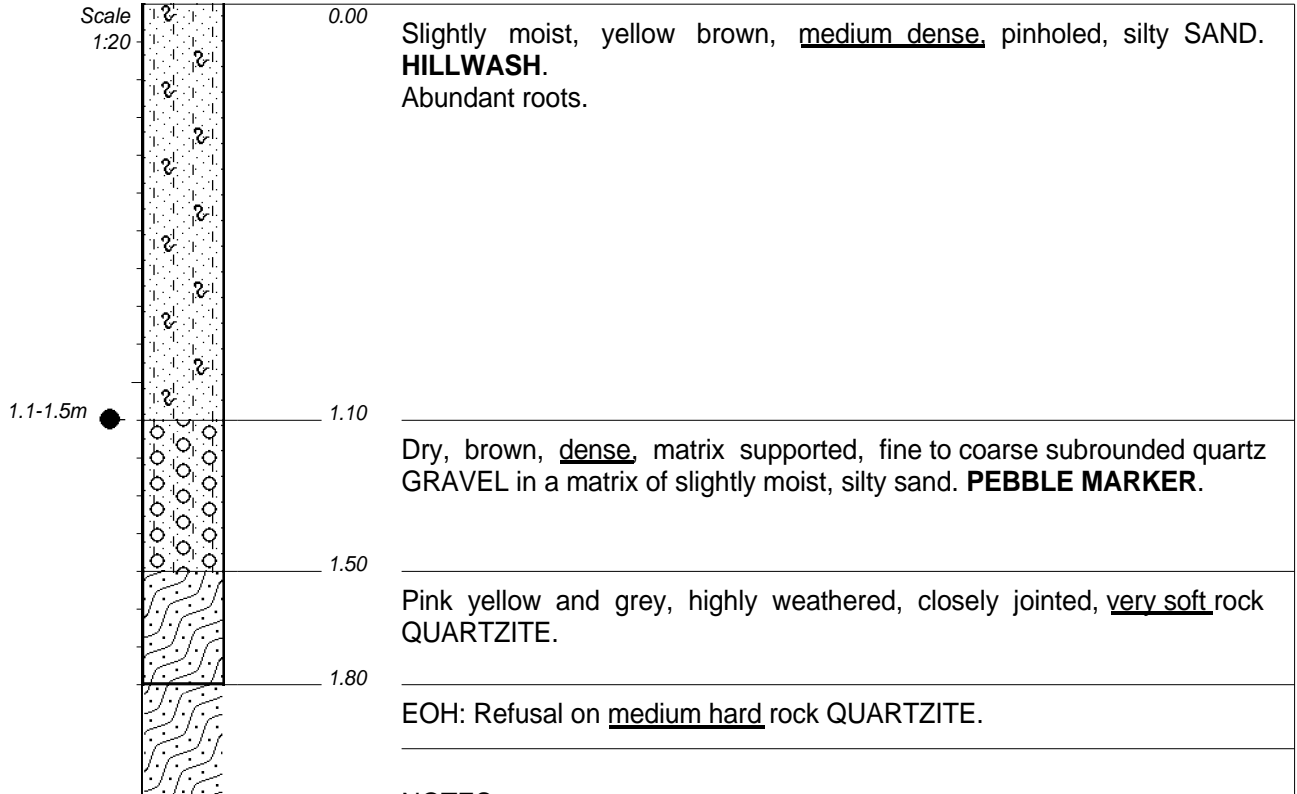 Scale
1:20
0.00
Slightly moist, yellow brown, medium dense, pinholed, silty SAND.
HILLWASH.
Abundant roots.
1.1-1.5m
1.10
Dry, brown, dense, matrix supported, fine to coarse subrounded quartz
GRAVEL in a matrix of slightly moist, silty sand. PEBBLE MARKER.
1.50
Pink yellow and grey, highly weathered, closely jointed, very soft rock
QUARTZITE.
1.80
EOH: Refusal on medium hard rock QUARTZITE.